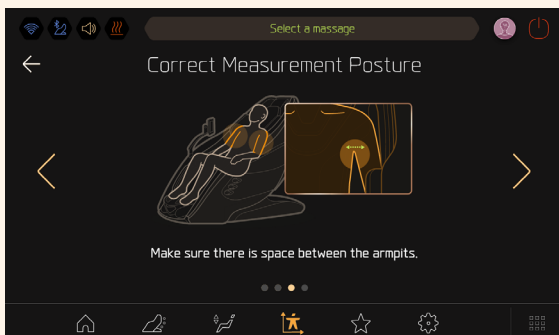 Select a massage
Correct Measurement Posture
Make sure there is space between the armpits.